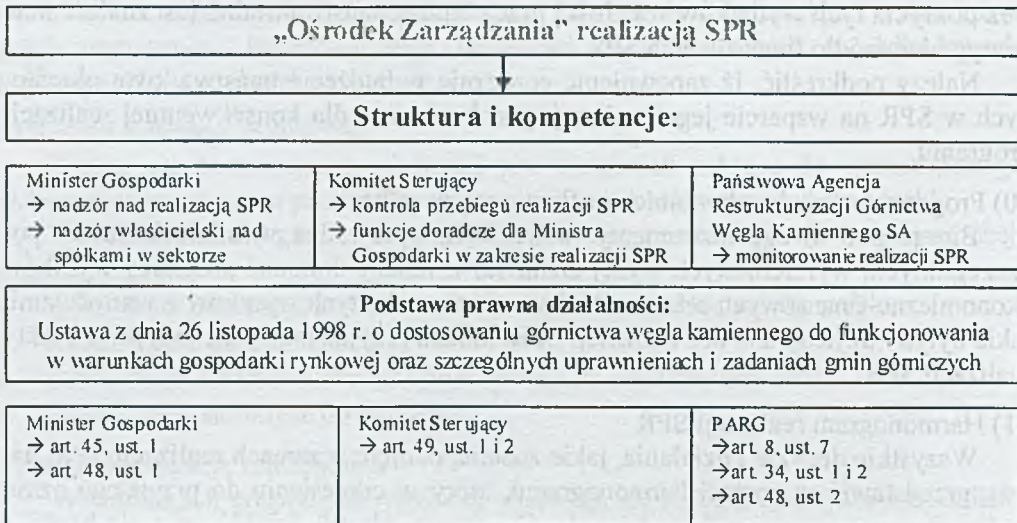 „Ośrodek Zarządzania" realizacją SPR
Struktura i kompetencje:
Minister Gospodarki
→ nadzór nad realizacją SPR
→ nadzór właścicielski nad
spółkami w sektorze
Komitet Sterujący
→ kontrola przebiegu realizacji SPR
→ funkcje doradcze dla Ministra
Gospodarki w zakresie realizacji SPR
Państwowa Agencja
Restrukturyzacji Górnictwa
Węgla Kamiennego SA
→ monitorowanie realizacji SPR
Podstawa prawna działalności:
Ustawa z dnia 26 listopada 1998 r. o dostosowaniu górnictwa węgla kamiennego do funkcjonowania
w warunkach gospodarki rynkowej oraz szczególnych uprawnieniach i zadaniach gmin górniczych
Minister Gospodarki
→ art. 45, ust. 1
→ art. 48, ust. 1
Komitet Sterujący
→ art. 49, ust. 1 i 2
PARG
→ art. 8, ust. 7
→ art. 34, ust. 1 i 2
→ art. 48, ust. 2